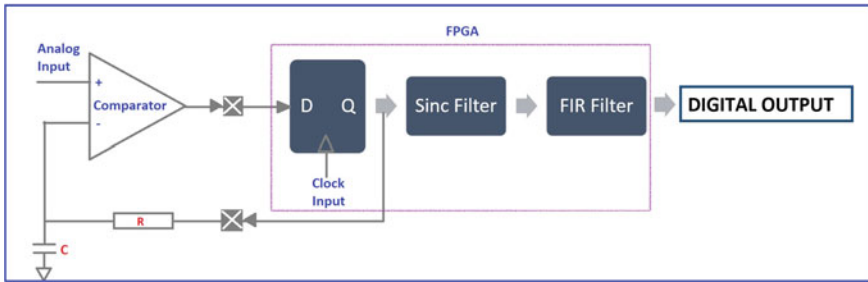 FPGA
Analog
Input
+
Comparator
-
D Q
Clock
Input
Sinc Filter
FIR Filter
DIGITAL OUTPUT
R
C